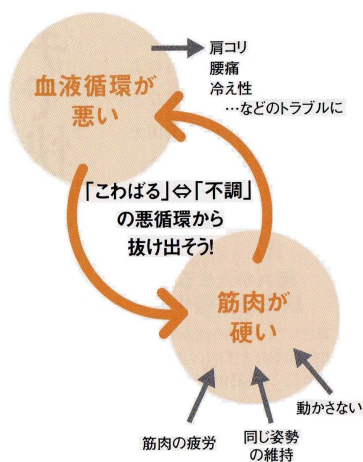 肩コリ
腰痛
冷え性
…などのトラブルに
血液循環が
悪い
「こわばる」⇔「不調」
の悪循環から
抜け出そう!
筋肉が
硬い
動かさない
同じ姿勢
の維持
筋肉の疲労